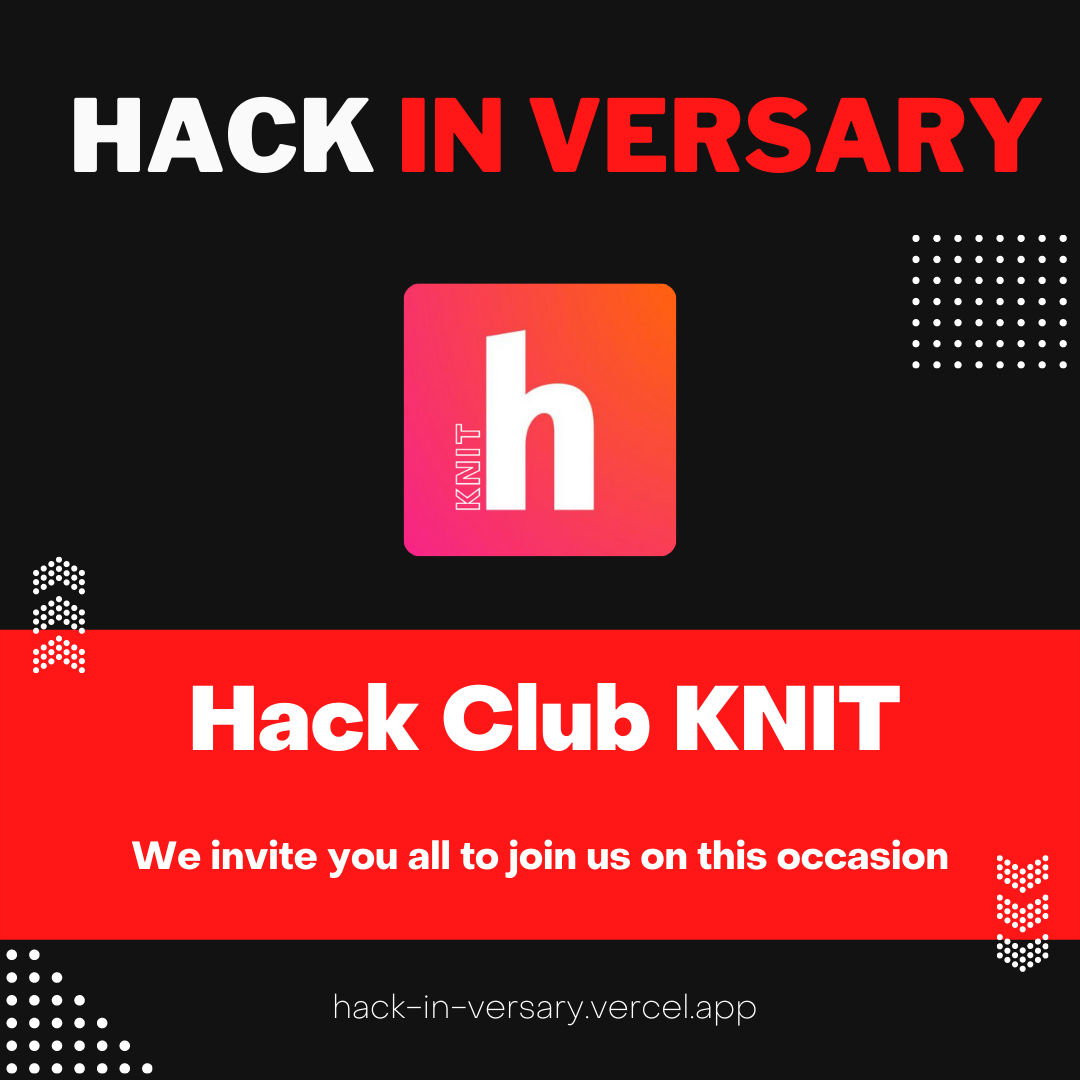 HACK IN VERSARY
KNIT
h
Hack Club KNIT
We invite you all to join us on this occasion
hack-in-versary.vercel.app